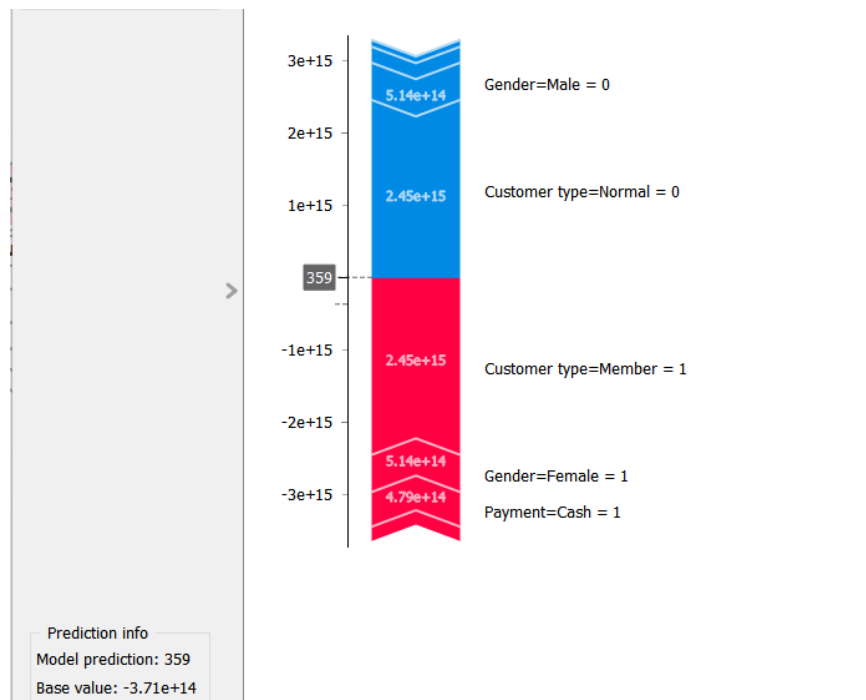 3e+15
5.14e+14
Gender=Male = 0
2e+15
2.45e+15
Customer type=Normal = 0
1e+15
359
-1e+15
2.45e+15
Customer type=Member = 1
-2e+15
5.14e+14
Gender=Female = 1
-3e+15
4.79e+14
Payment=Cash = 1
Prediction info
Model prediction: 359
Base value: -3.71e+14